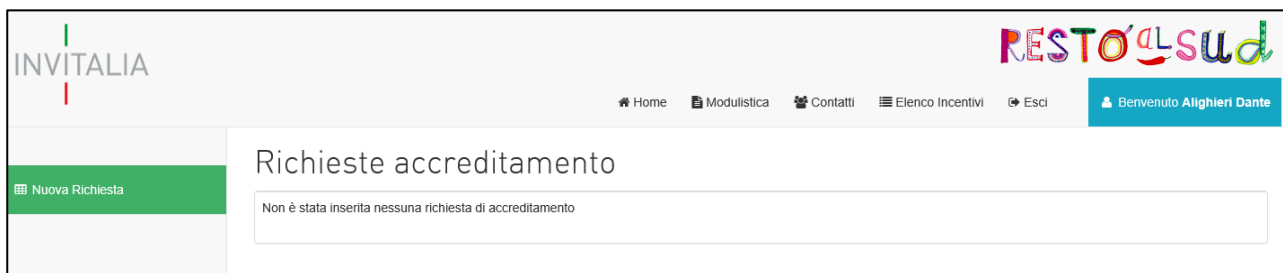 INVITALIA
RESTO al SUd
Home Modulistica Contatti Elenco Incentivi Esci Benvenuto Alighieri Dante
Richieste accreditamento
Nuova Richiesta
Non è stata inserita nessuna richiesta di accreditamento